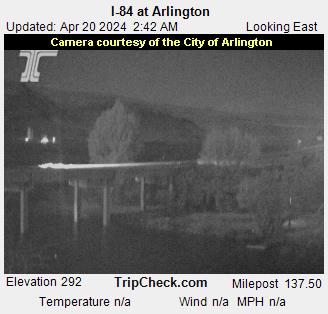 I-84 at Arlington
Updated: Apr 20 2024 2:42 AM Looking East
Camera courtesy of the City of Arlington
Elevation 292 TripCheck.com Milepost 137.50
Temperature n/a Wind n/a MPH n/a